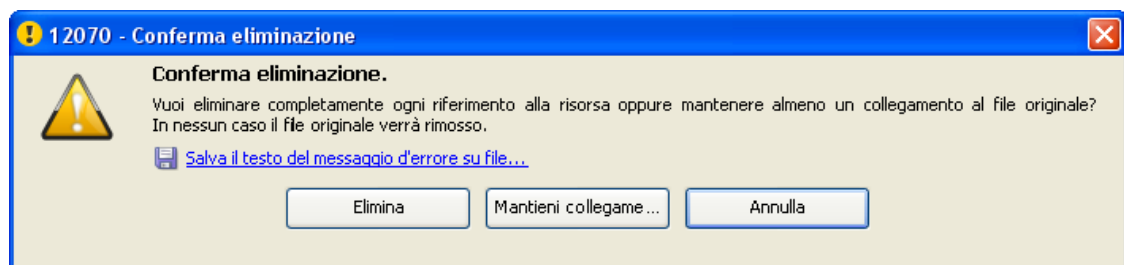 12070 - Conferma eliminazione
Conferma eliminazione.
Vuoi eliminare completamente ogni riferimento alla risorsa oppure mantenere almeno un collegamento al file originale?
In nessun caso il file originale verrà rimosso.
Salva il testo del messaggio d'errore su file...
Elimina
Mantieni collegame...
Annulla